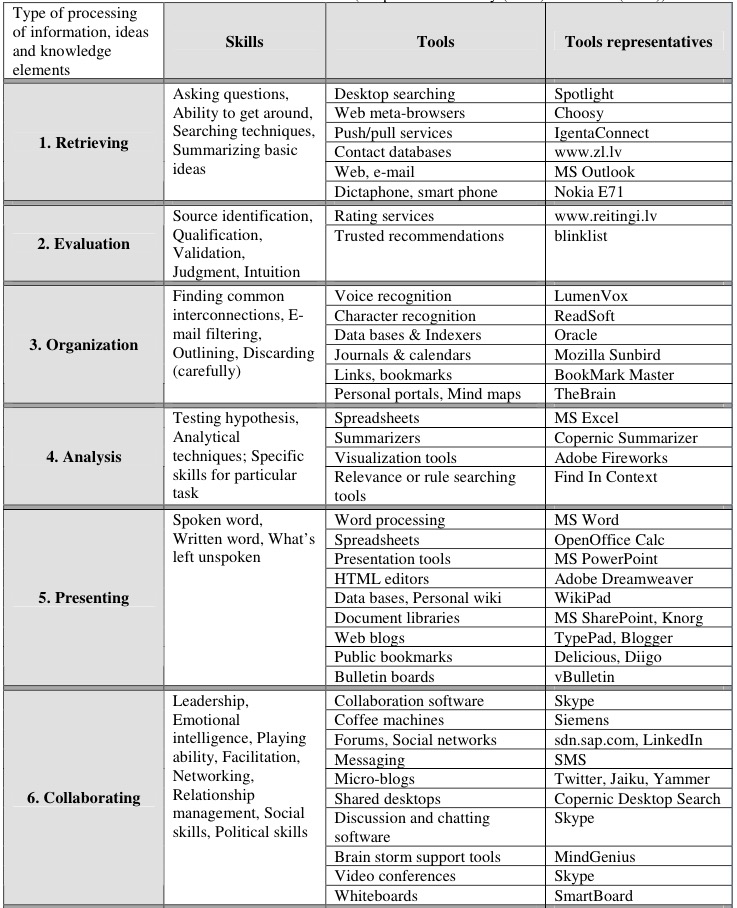 Type of processing of information, ideas and knowledge elements | Skills | Tools | Tools representatives
1. Retrieving
Asking questions,
Ability to get around,
Searching techniques,
Summarizing basic
ideas
Desktop searching | Spotlight
Web meta-browsers | Choosy
Push/pull services | IgentaConnect
Contact databases | www.zl.lv
Web, e-mail | MS Outlook
Dictaphone, smart phone | Nokia E71
2. Evaluation
Source identification,
Qualification,
Validation,
Judgment, Intuition
Rating services | www.reitingi.lv
Trusted recommendations | blinklist
3. Organization
Finding common
interconnections, E-
mail filtering,
Outlining, Discarding
(carefully)
Voice recognition | LumenVox
Character recognition | ReadSoft
Data bases & Indexers | Oracle
Journals & calendars | Mozilla Sunbird
Links, bookmarks | BookMark Master
Personal portals, Mind maps | TheBrain
4. Analysis
Testing hypothesis,
Analytical
techniques; Specific
skills for particular
task
Spreadsheets | MS Excel
Summarizers | Copernic Summarizer
Visualization tools | Adobe Fireworks
Relevance or rule searching
tools | Find In Context
5. Presenting
Spoken word,
Written word, What's
left unspoken
Word processing | MS Word
Spreadsheets | OpenOffice Calc
Presentation tools | MS PowerPoint
HTML editors | Adobe Dreamweaver
Data bases, Personal wiki | WikiPad
Document libraries | MS SharePoint, Knorg
Web blogs | TypePad, Blogger
Public bookmarks | Delicious, Diigo
Bulletin boards | vBulletin
6. Collaborating
Leadership,
Emotional
intelligence, Playing
ability, Facilitation,
Networking,
Relationship
management, Social
skills, Political skills
Collaboration software | Skype
Coffee machines | Siemens
Forums, Social networks | sdn.sap.com, LinkedIn
Messaging | SMS
Micro-blogs | Twitter, Jaiku, Yammer
Shared desktops | Copernic Desktop Search
Discussion and chatting
software | Skype
Brain storm support tools | MindGenius
Video conferences | Skype
Whiteboards | SmartBoard